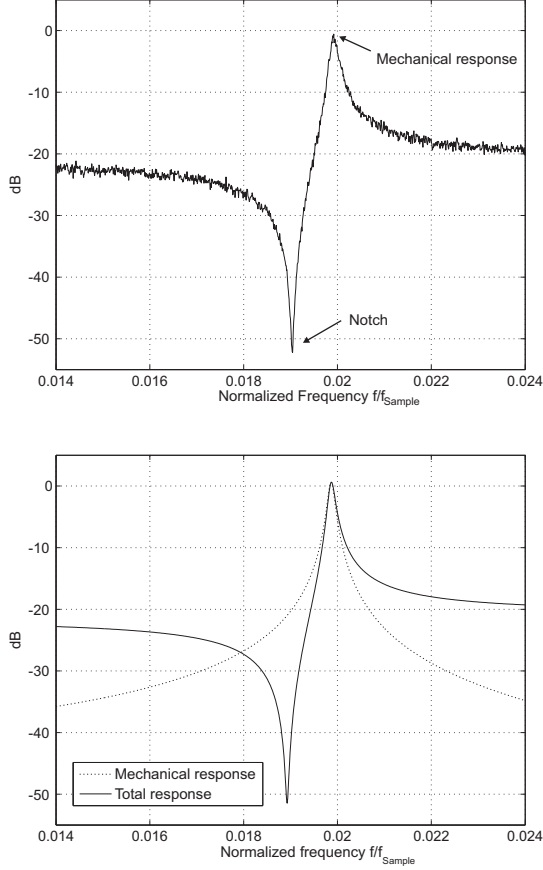 0
-10
-20
-30
-40
-50
dB
Mechanical response
Notch
0.014 0.016 0.018 0.02 0.022 0.024
Normalized Frequency f/fSample
0
-10
-20
-30
-40
-50
dB
Mechanical response
Total response
0.014 0.016 0.018 0.02 0.022 0.024
Normalized frequency f/fSample